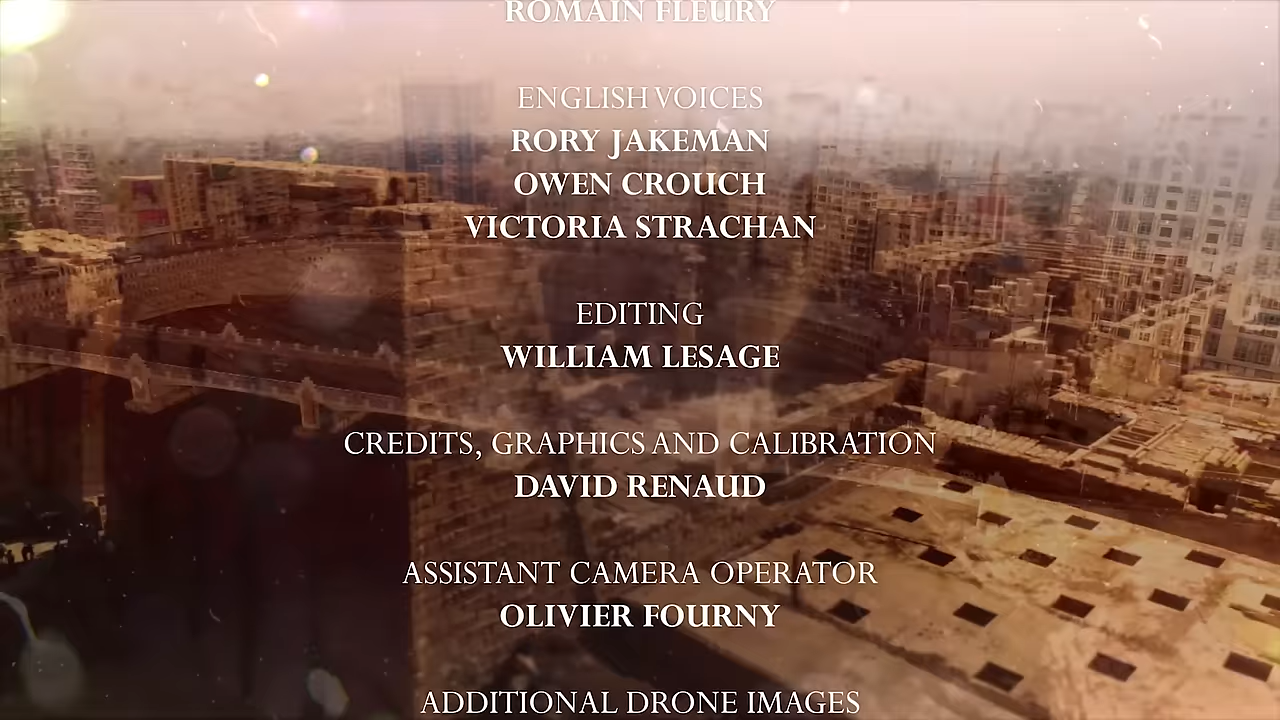 ROMAIN FLEURY
ENGLISH VOICES
RORY JAKEMAN
OWEN CROUCH
VICTORIA STRACHAN
EDITING
WILLIAM LESAGE
CREDITS, GRAPHICS AND CALIBRATION
DAVID RENAUD
ASSISTANT CAMERA OPERATOR
OLIVIER FOURNY
ADDITIONAL DRONE IMAGES